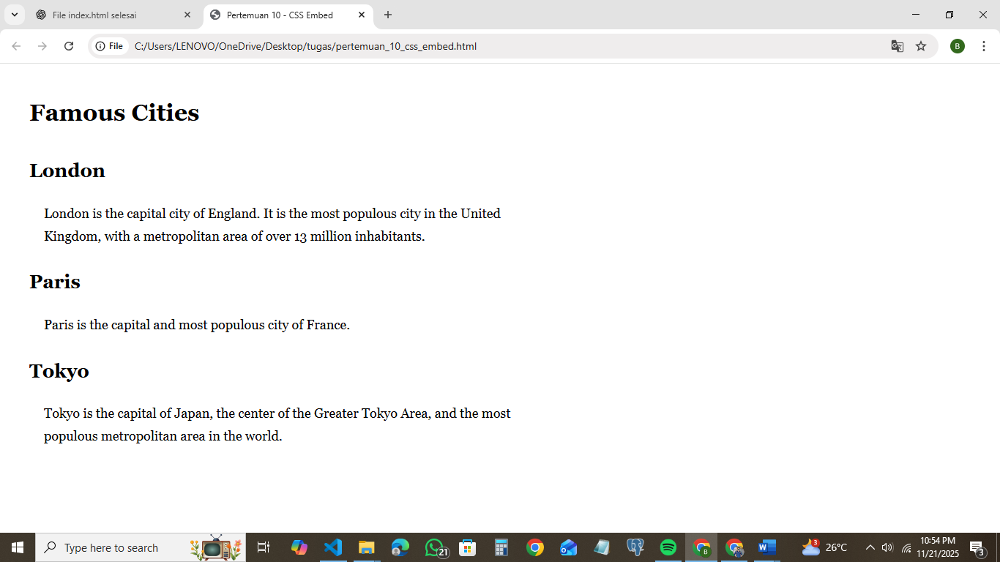 File index.html selesai
Pertemuan 10 - CSS Embed
File
C:/Users/LENOVO/OneDrive/Desktop/tugas/pertemuan_10_css_embed.html
B
Famous Cities
London
London is the capital city of England. It is the most populous city in the United
Kingdom, with a metropolitan area of over 13 million inhabitants.
Paris
Paris is the capital and most populous city of France.
Tokyo
Tokyo is the capital of Japan, the center of the Greater Tokyo Area, and the most
populous metropolitan area in the world.
Type here to search
21
B
W
3
26°C
10:54 PM
11/21/2025
3